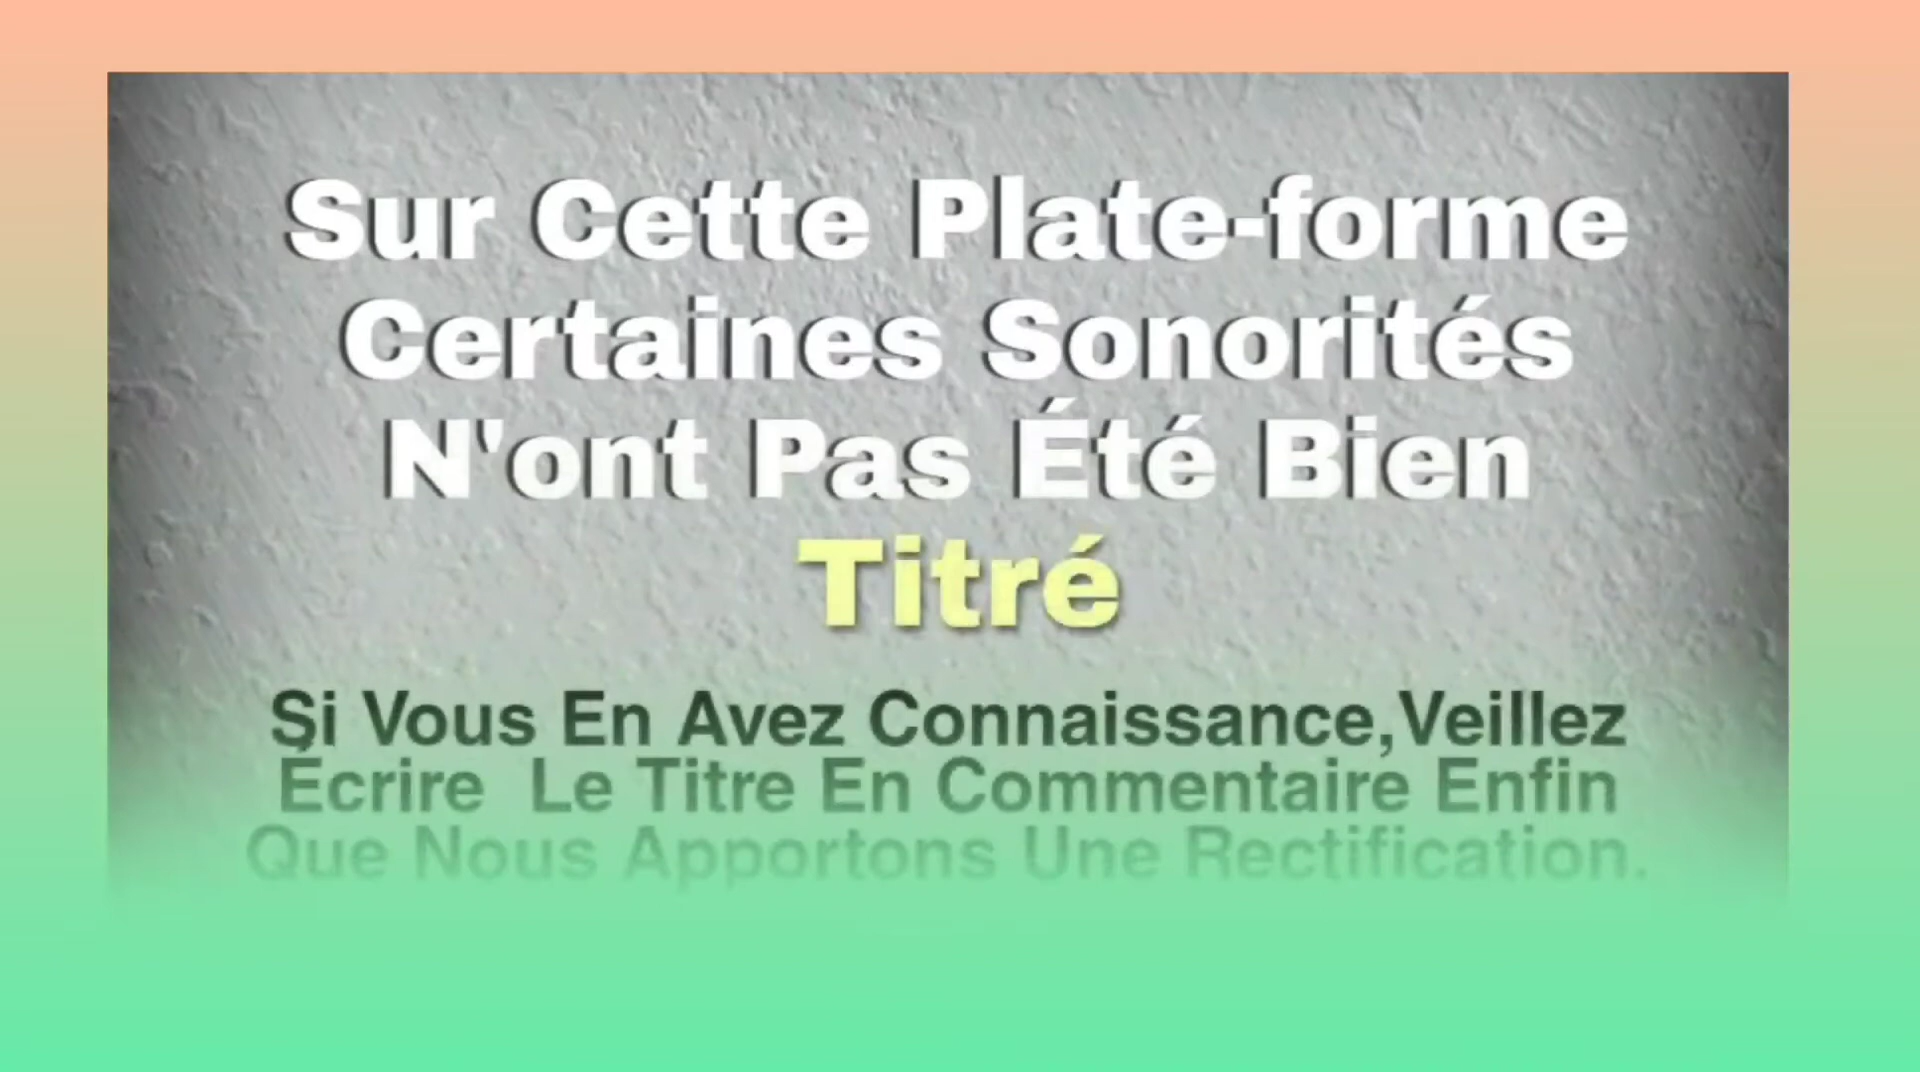 Sur Cette Plate-forme
Certaines Sonorités
N'ont Pas Été Bien
Titré
Si Vous En Avez Connaissance,Veillez
Écrire  Le Titre En Commentaire Enfin
Que Nous Apportons Une Rectification.